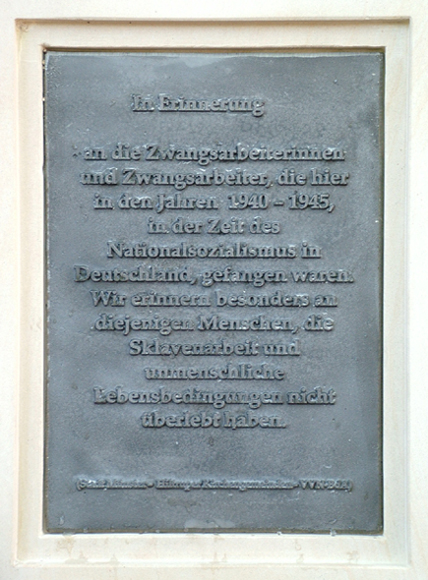 In Erinnerung
an die Zwangsarbeiterinnen
und Zwangsarbeiter, die hier
in den Jahren 1940 – 1945,
in der Zeit des
Nationalsozialismus in
Deutschland, gefangen waren.
Wir erinnern besonders an
diejenigen Menschen, die
Sklavenarbeit und
unmenschliche
Lebensbedingungen nicht
überlebt haben.
Kirchengemeinden